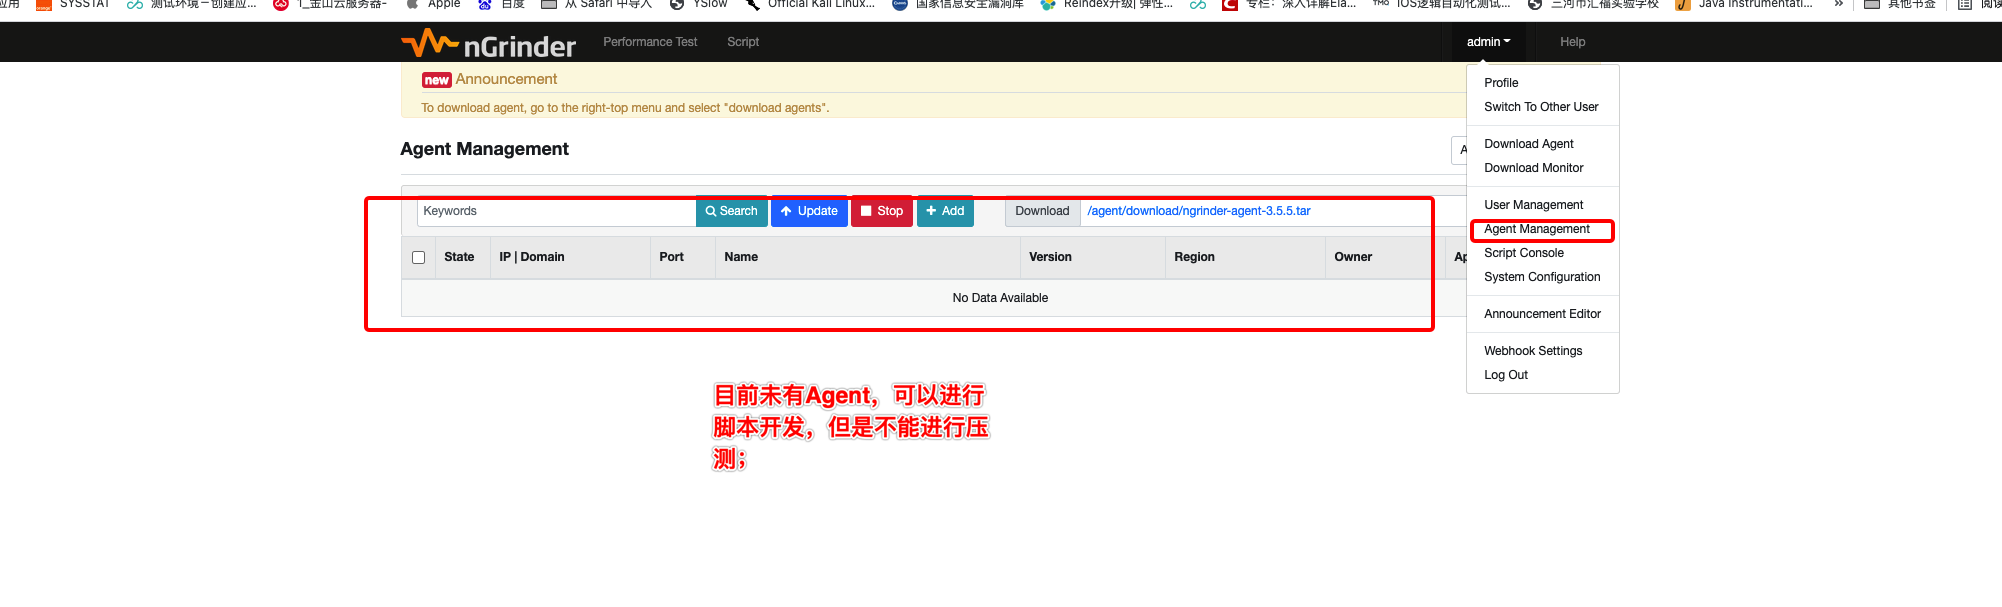 应用 SYSSTAT 测试环境－创建应... 1_金山云服务器- Apple 百度 从 Safari 中导入 YSlow Official Kali Linux... 国家信息安全漏洞库 Reindex升级| 弹性... 专栏：深入详解Ela... TMQ iOS逻辑自动化测试... 三河市汇福实验学校 Java Instrumentati... » 其他书签
nGrinder Performance Test Script admin Help
new Announcement
To download agent, go to the right-top menu and select "download agents".
Agent Management
Keywords Search Update Stop Add Download /agent/download/ngrinder-agent-3.5.5.tar
State IP | Domain Port Name Version Region Owner
No Data Available
Profile
Switch To Other User
Download Agent
Download Monitor
User Management
Agent Management
Script Console
System Configuration
Announcement Editor
Webhook Settings
Log Out
目前未有Agent，可以进行
脚本开发，但是不能进行压
测；